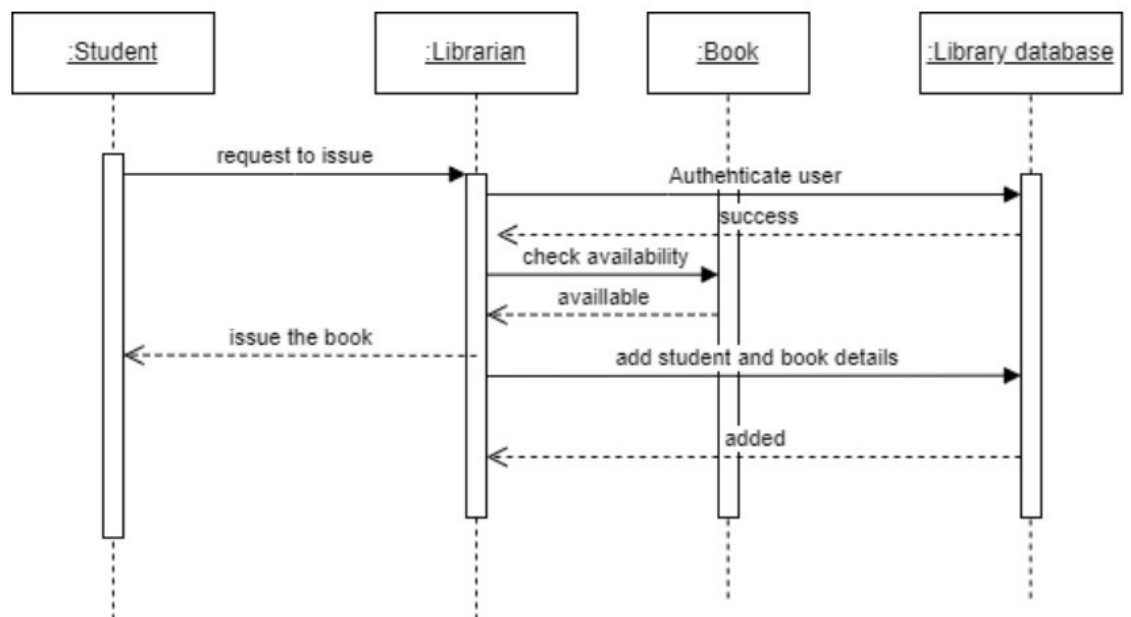 :Student
:Librarian
:Book
:Library database
request to issue
Authenticate user
success
check availability
availlable
issue the book
add student and book details
added